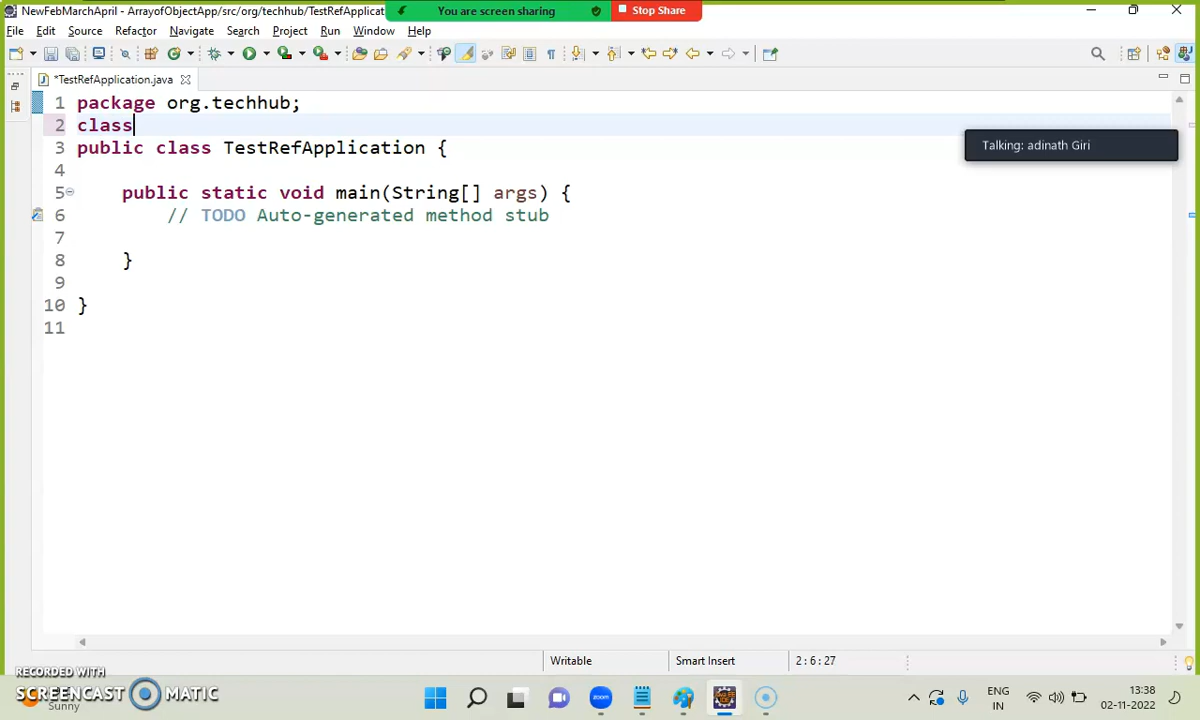 NewFebMarchApril - ArrayofObjectApp/src/org/techhub/TestRefApplicat
You are screen sharing
Stop Share
File Edit Source Refactor Navigate Search Project Run Window Help
*TestRefApplication.java
1 package org.techhub;
2 class
3 public class TestRefApplication {
4
5 public static void main(String[] args) {
6 // TODO Auto-generated method stub
7
8 }
9
10 }
11
Talking: adinath Giri
Writable Smart Insert 2:6:27
RECORDED WITH
SCREENCAST MATIC
Sunny
zoom
ENG
IN
13:38
02-11-2022